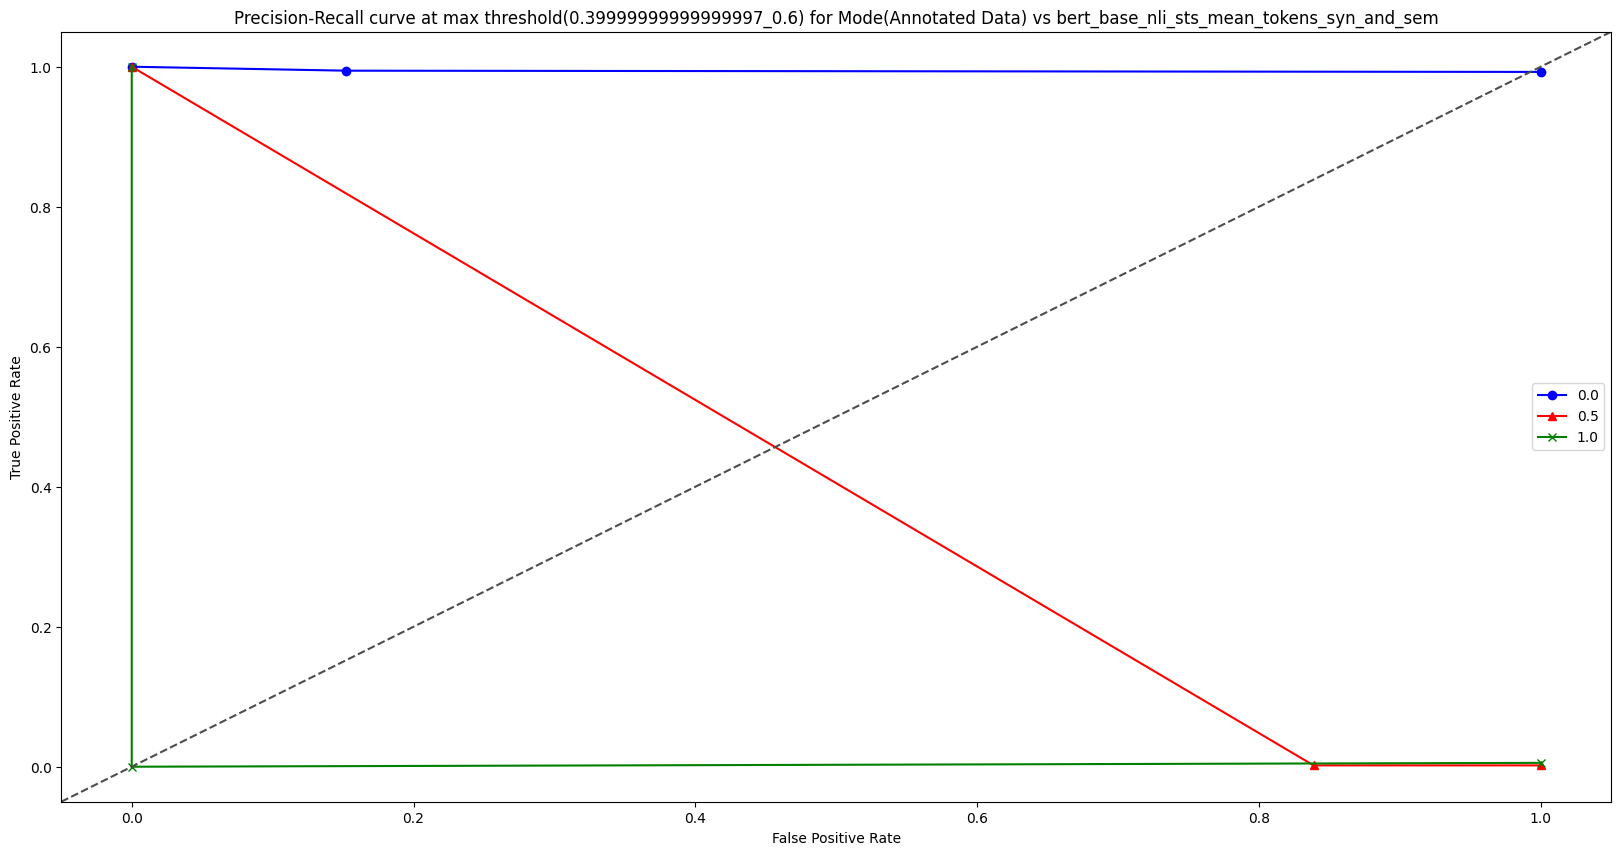 Precision-Recall curve at max threshold(0.39999999999999997_0.6) for Mode(Annotated Data) vs bert_base_nli_sts_mean_tokens_syn_and_sem
1.0
0.8
0.6
0.4
0.2
0.0
True Positive Rate
0.0
0.5
1.0
0.0 0.2 0.4 0.6 0.8 1.0
False Positive Rate